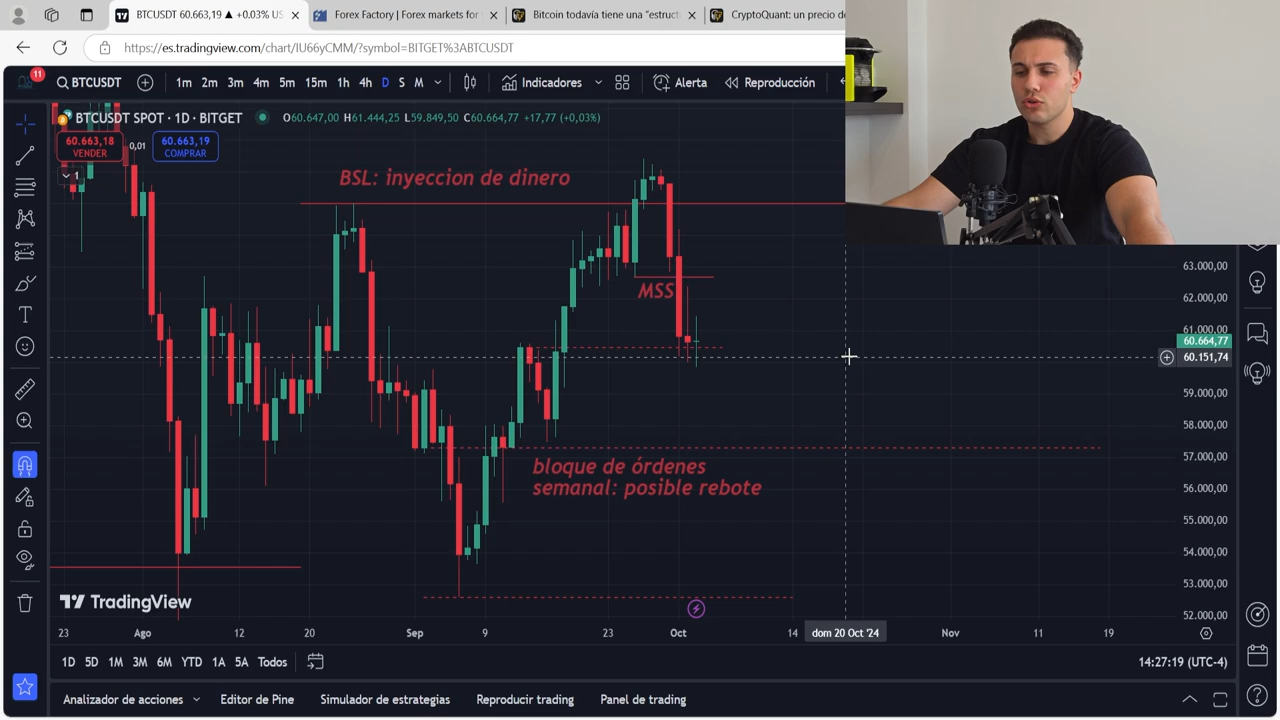 BTCUSDT 60.663,19 ▲ +0.03% US
Forex Factory | Forex markets for
Bitcoin todavía tiene una "estruct
CryptoQuant: un precio de
https://es.tradingview.com/chart/IU66yCMM/?symbol=BITGET%3ABTCUSDT
11
BTCUSDT
1m 2m 3m 4m 5m 15m 1h D S M
Indicadores
Alerta
Reproducción
BTCUSDT SPOT · 1D · BITGET
O60.647,00 H61.444,25 L59.849,50 C60.664,77 +17,77 (+0,03%)
60.663,18
VENDER
0,01
60.663,19
COMPRAR
1
BSL: inyeccion de dinero
MSS
bloque de órdenes
semanal: posible rebote
63.000,00
62.000,00
61.000,00
60.664,77
60.151,74
59.000,00
58.000,00
57.000,00
56.000,00
55.000,00
54.000,00
53.000,00
52.000,00
TradingView
23 Ago 12 20 Sep 9 23 Oct 14 dom 20 Oct '24 Nov 11 19
1D 5D 1M 3M 6M YTD 1A 5A Todos
14:27:19 (UTC-4)
Analizador de acciones
Editor de Pine
Simulador de estrategias
Reproducir trading
Panel de trading